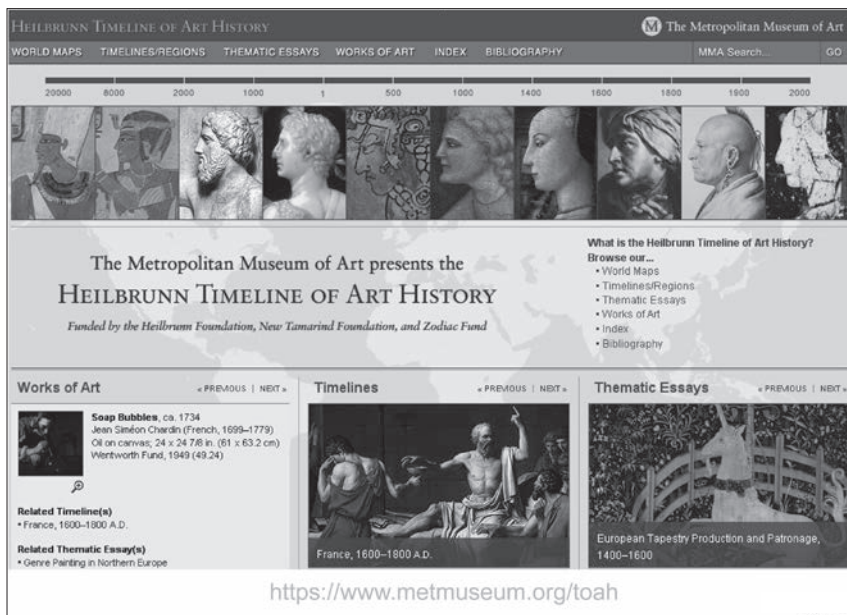 HEILBRUNN TIMELINE OF ART HISTORY
M The Metropolitan Museum of Art
WORLD MAPS TIMELINES/REGIONS THEMATIC ESSAYS WORKS OF ART INDEX BIBLIOGRAPHY MMA Search... GO
20000 8000 2000 1000 1 500 1000 1400 1600 1800 1900 2000
The Metropolitan Museum of Art presents the
HEILBRUNN TIMELINE OF ART HISTORY
Funded by the Heilbrunn Foundation, New Tamarind Foundation, and Zodiac Fund
What is the Heilbrunn Timeline of Art History?
Browse our...
• World Maps
• Timelines/Regions
• Thematic Essays
• Works of Art
• Index
• Bibliography
Works of Art « PREVIOUS | NEXT »
Soap Bubbles, ca. 1734
Jean Siméon Chardin (French, 1699–1779)
Oil on canvas; 24 x 24 7/8 in. (61 x 63.2 cm)
Wentworth Fund, 1949 (49.24)
Related Timeline(s)
• France, 1600–1800 A.D.
Related Thematic Essay(s)
• Genre Painting in Northern Europe
Timelines « PREVIOUS | NEXT »
France, 1600–1800 A.D.
Thematic Essays « PREVIOUS | NEXT »
European Tapestry Production and Patronage,
1400–1600
https://www.metmuseum.org/toah